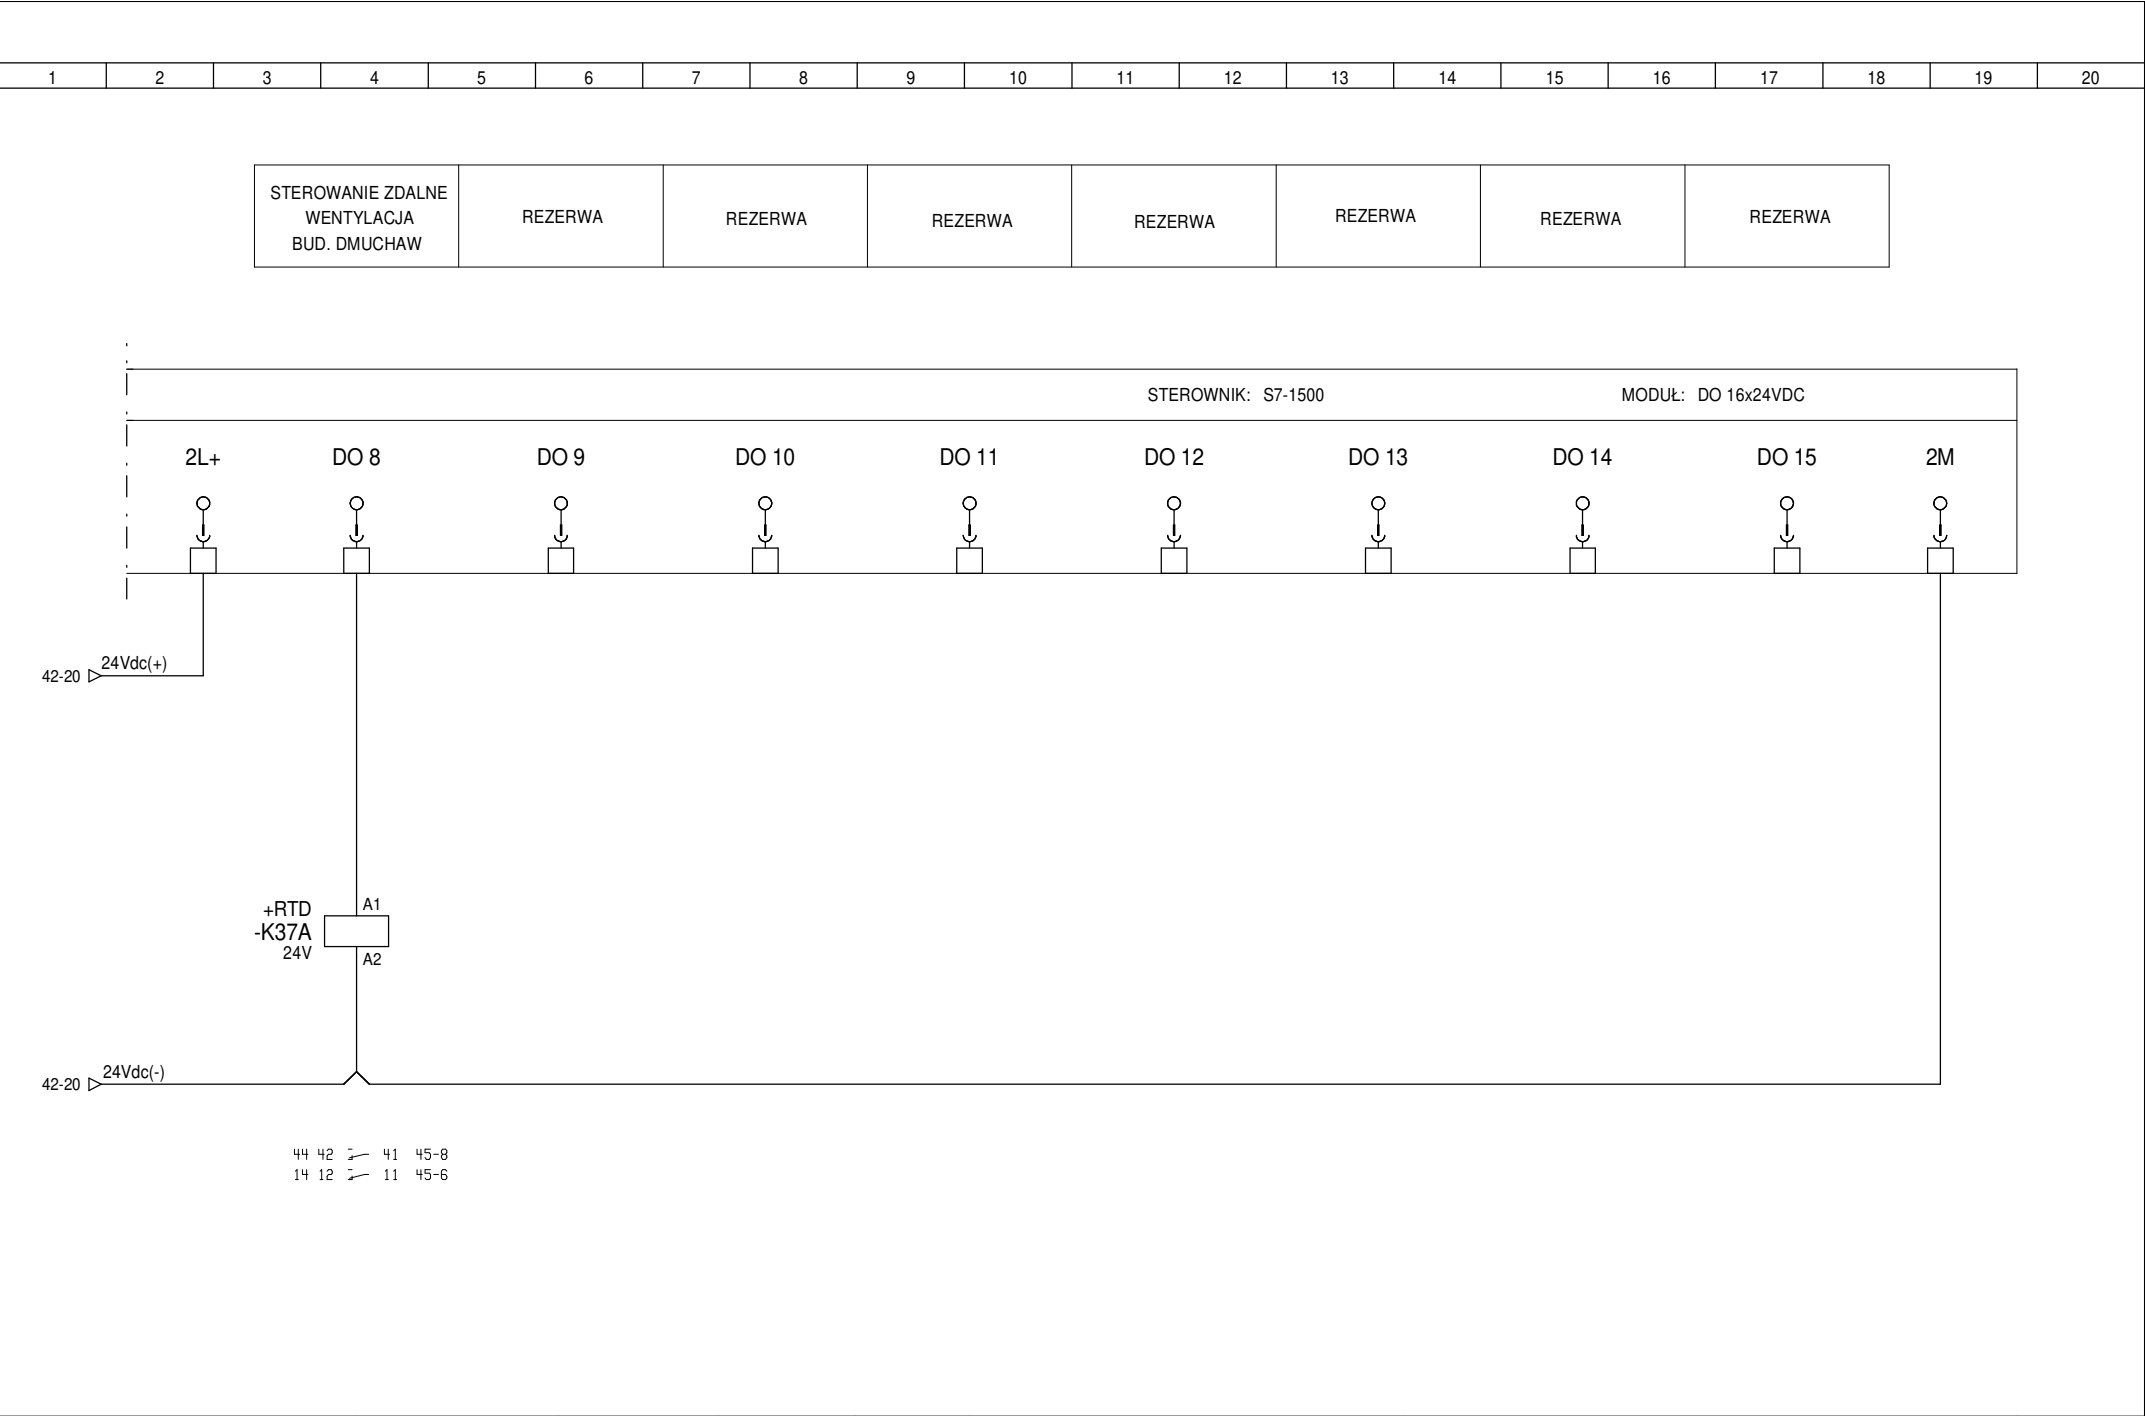 1 2 3 4 5 6 7 8 9 10 11 12 13 14 15 16 17 18 19 20
STEROWANIE ZDALNE
WENTYLACJA
BUD. DMUCHAW
REZERWA
REZERWA
REZERWA
REZERWA
REZERWA
REZERWA
REZERWA
STEROWNIK: S7-1500 MODUŁ: DO 16x24VDC
2L+ DO 8 DO 9 DO 10 DO 11 DO 12 DO 13 DO 14 DO 15 2M
24Vdc(+)
42-20
+RTD
-K37A
24V
A1
A2
24Vdc(-)
42-20
44 42 41 45-8
14 12 11 45-6